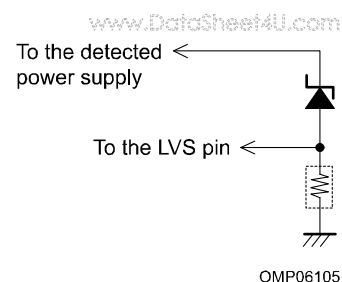 www.DataSheet4U.com
To the detected
power supply
To the LVS pin
OMP06105